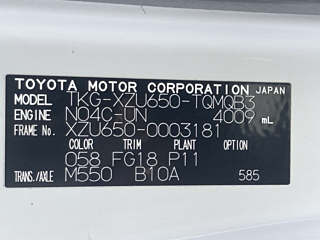 TOYOTA MOTOR CORPORATION JAPAN
MODEL TKG-XZU650-TQMQB3
ENGINE N04C-UN 4009 mL
FRAME No. XZU650-0003181
COLOR TRIM PLANT
058 FG18 P11
TRANS./AXLE M550 B10A 585